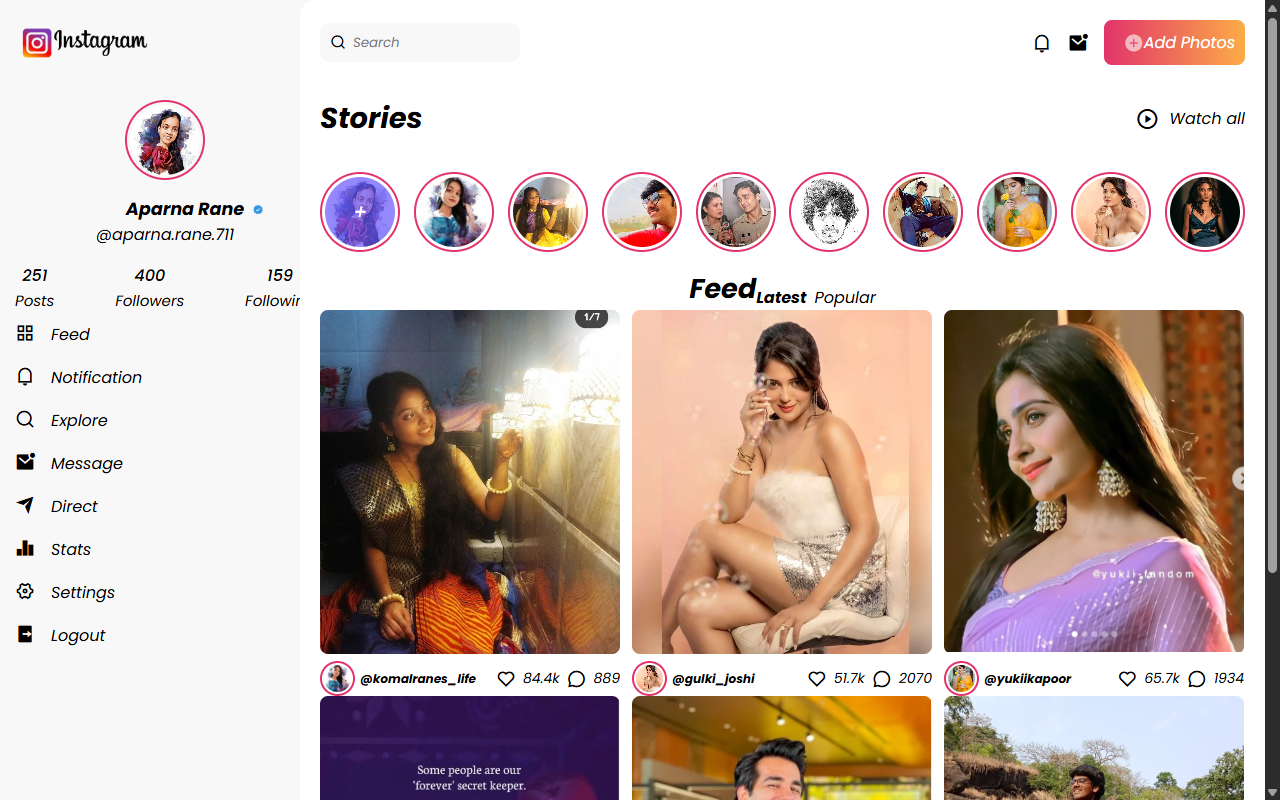 Instagram
Search
Add Photos
Aparna Rane
@aparna.rane.711
251 400 159
Posts Followers Followin
Feed
Notification
Explore
Message
Direct
Stats
Settings
Logout
Stories
Watch all
Feed Latest Popular
1/7
@yukii_fandom
@komalranes_life 84.4k 889
@gulki_joshi 51.7k 2070
@yukiikapoor 65.7k 1934
Some people are our
'forever' secret keeper.